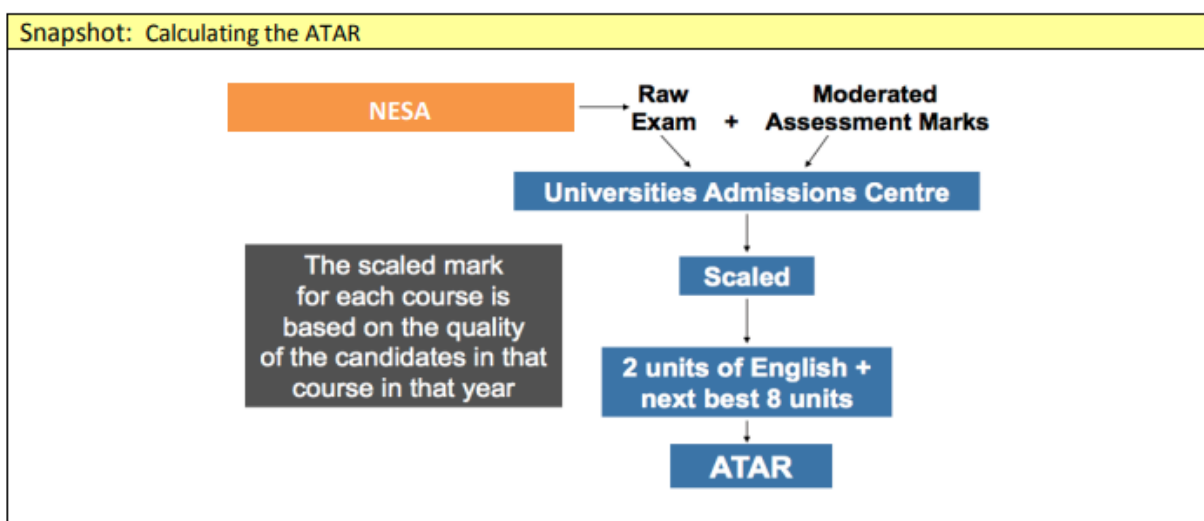 Snapshot: Calculating the ATAR
NESA
Raw
Exam
+
Moderated
Assessment Marks
Universities Admissions Centre
The scaled mark
for each course is
based on the quality
of the candidates in that
course in that year
Scaled
2 units of English +
next best 8 units
ATAR